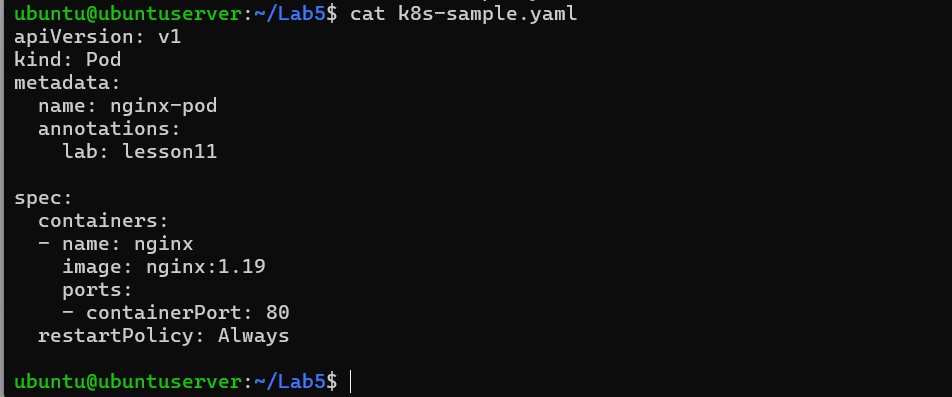 ubuntu@ubuntuserver:~/Lab5$ cat k8s-sample.yaml
apiVersion: v1
kind: Pod
metadata:
  name: nginx-pod
  annotations:
    lab: lesson11

spec:
  containers:
  - name: nginx
    image: nginx:1.19
    ports:
    - containerPort: 80
  restartPolicy: Always

ubuntu@ubuntuserver:~/Lab5$